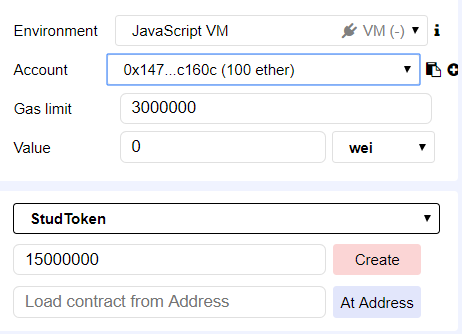 Environment JavaScript VM VM (-) i
Account 0x147...c160c (100 ether)
Gas limit 3000000
Value 0 wei
StudToken
15000000 Create
Load contract from Address At Address